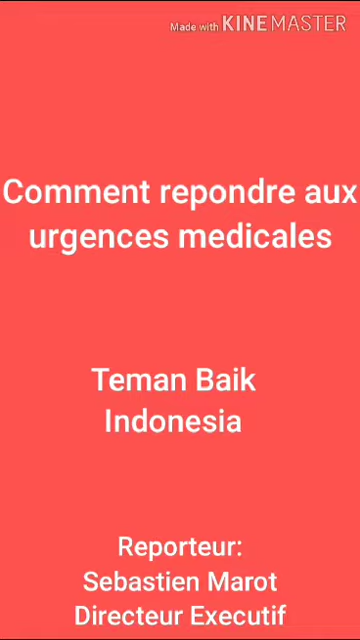 Made with KINEMASTER
Comment repondre aux
urgences medicales
Teman Baik
Indonesia
Reporteur:
Sebastien Marot
Directeur Executif